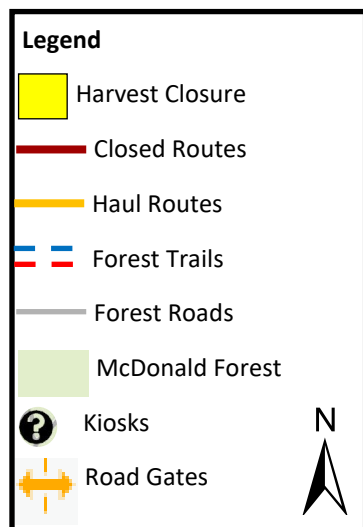 Legend
Harvest Closure
Closed Routes
Haul Routes
Forest Trails
Forest Roads
McDonald Forest
?
Kiosks
N
Road Gates